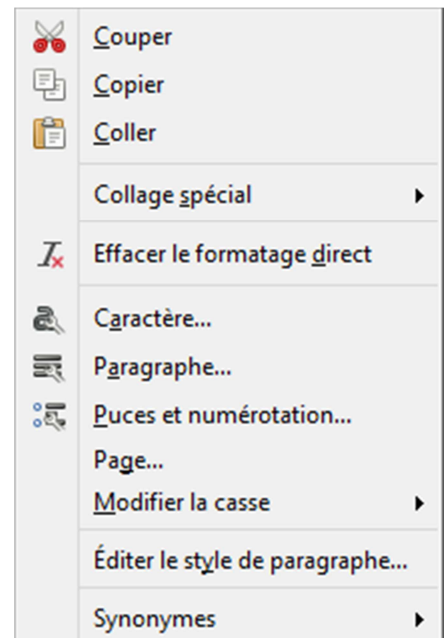 Couper
Copier
Coller
Collage spécial
Effacer le formatage direct
Caractère...
Paragraphe...
Puces et numérotation...
Page...
Modifier la casse
Éditer le style de paragraphe...
Synonymes